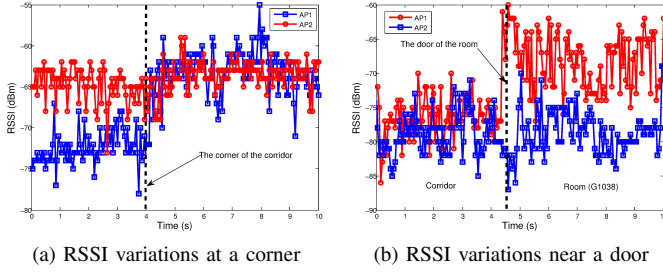 -55
-60
-65
-70
-75
-80
RSSI (dBm)
AP1
AP2
The corner of the corridor
0 1 2 3 4 5 6 7 8 9 10
Time (s)
(a) RSSI variations at a corner
-60
-65
-70
-75
-80
-85
-90
RSSI (dBm)
AP1
AP2
The door of the room
Corridor
Room (G1038)
0 1 2 3 4 5 6 7 8 9 10
Time (s)
(b) RSSI variations near a door